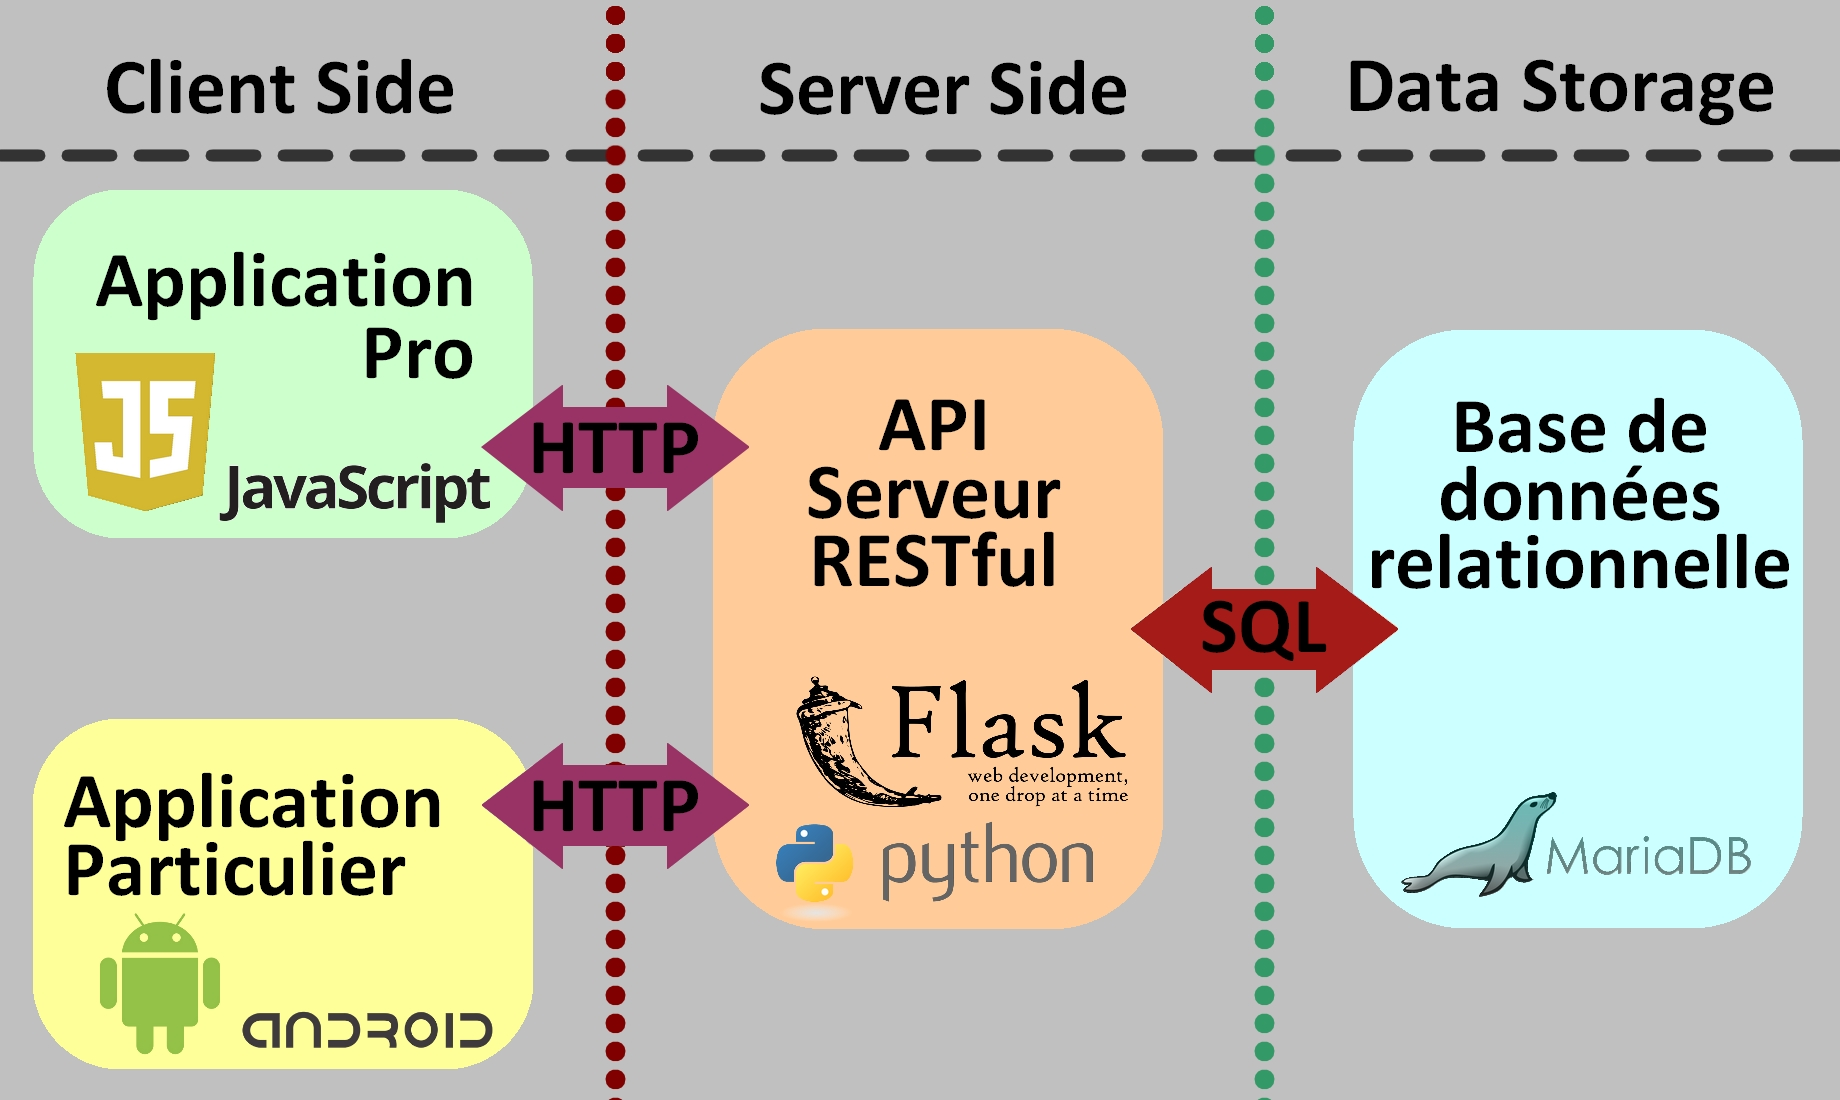 Client Side
Server Side
Data Storage
Application
Pro
JS
JavaScript
HTTP
API
Serveur
RESTful
Base de
données
relationnelle
SQL
Flask
web development,
one drop at a time
python
Application
Particulier
HTTP
ANDROID
MariaDB